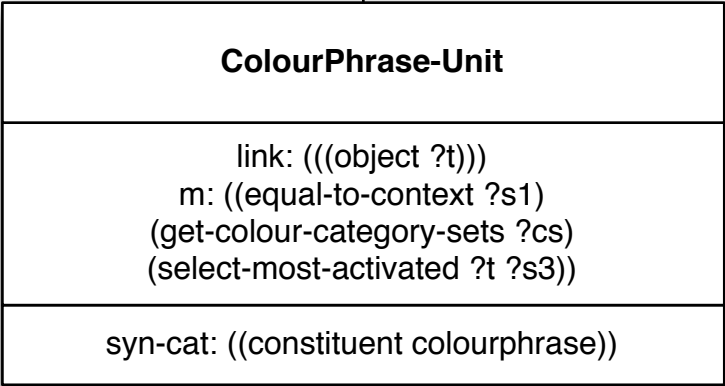 ColourPhrase-Unit
link: (((object ?t)))
m: ((equal-to-context ?s1)
(get-colour-category-sets ?cs)
(select-most-activated ?t ?s3))
syn-cat: ((constituent colourphrase))